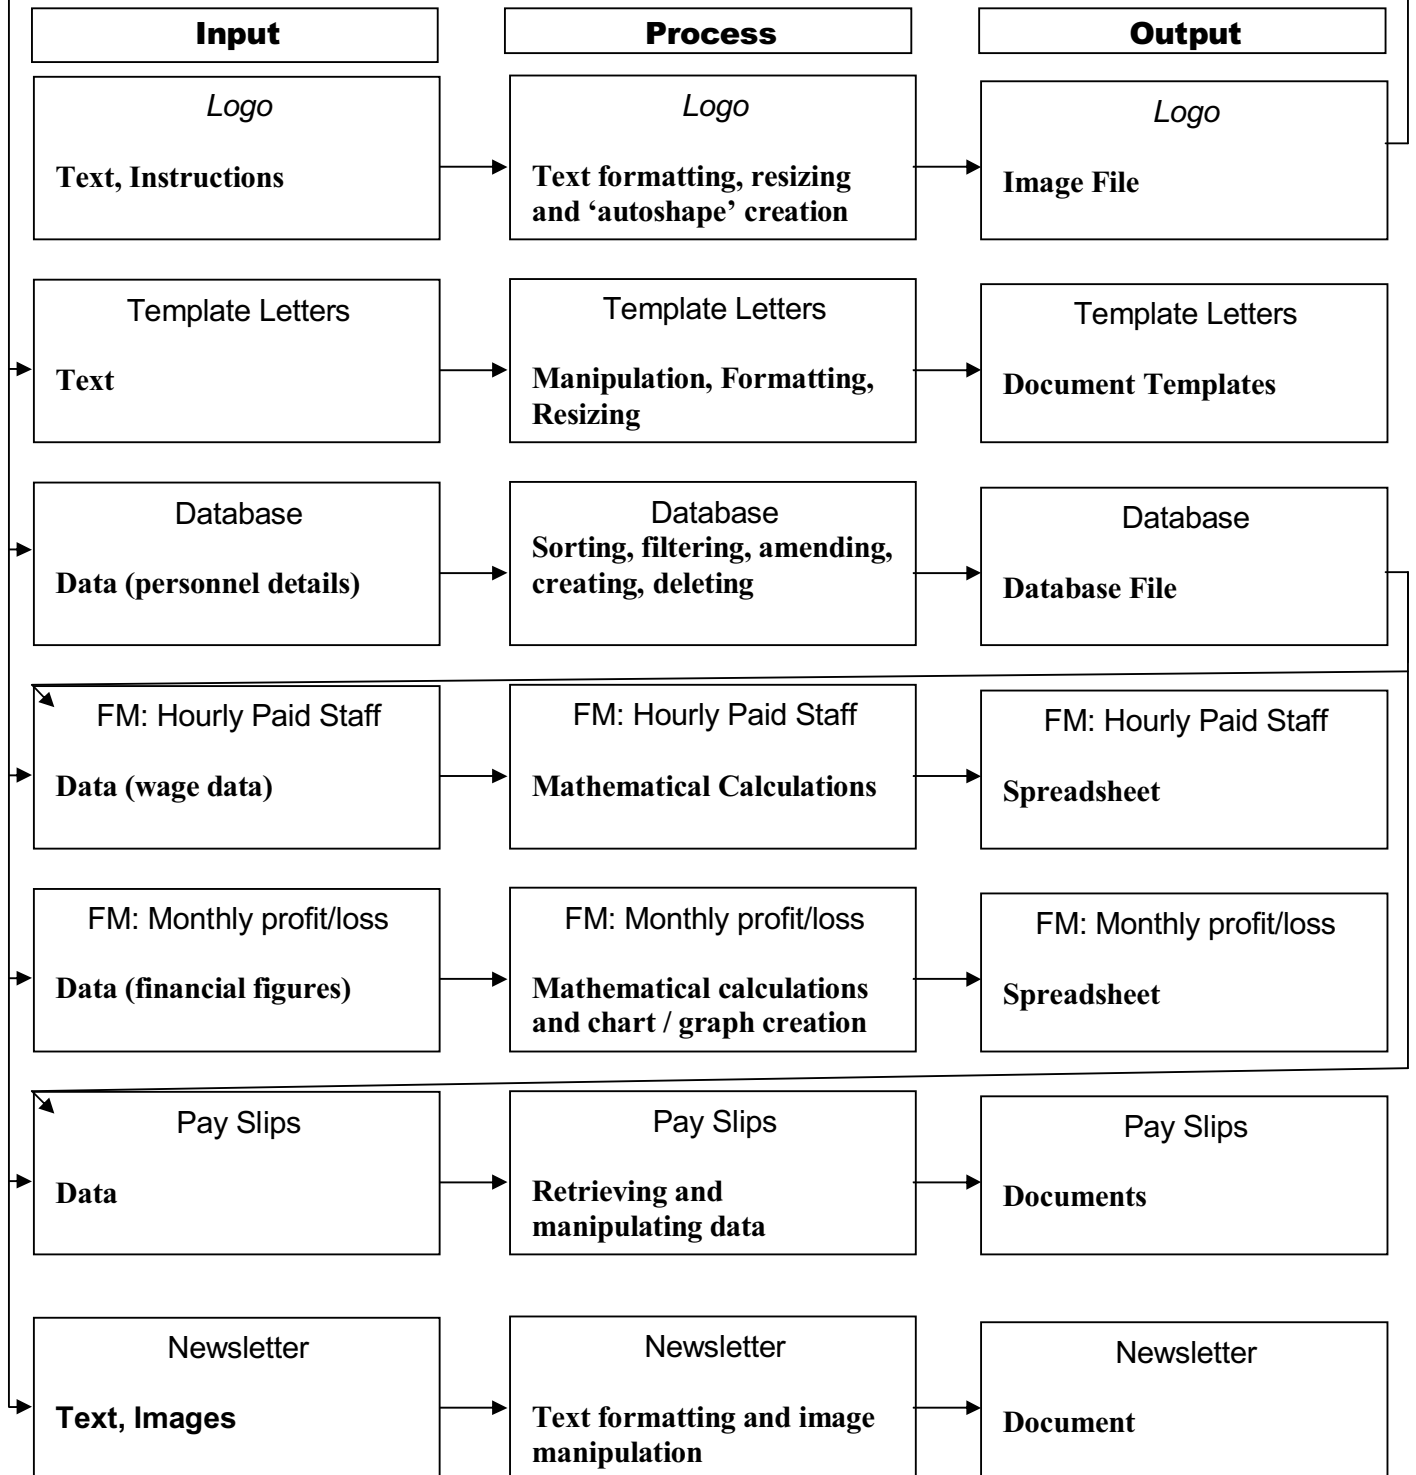 Input
Process
Output
Logo
Text, Instructions
Logo
Text formatting, resizing
and ‘autoshape’ creation
Logo
Image File
Template Letters
Text
Template Letters
Manipulation, Formatting,
Resizing
Template Letters
Document Templates
Database
Data (personnel details)
Database
Sorting, filtering, amending,
creating, deleting
Database
Database File
FM: Hourly Paid Staff
Data (wage data)
FM: Hourly Paid Staff
Mathematical Calculations
FM: Hourly Paid Staff
Spreadsheet
FM: Monthly profit/loss
Data (financial figures)
FM: Monthly profit/loss
Mathematical calculations
and chart / graph creation
FM: Monthly profit/loss
Spreadsheet
Pay Slips
Data
Pay Slips
Retrieving and
manipulating data
Pay Slips
Documents
Newsletter
Text, Images
Newsletter
Text formatting and image
manipulation
Newsletter
Document